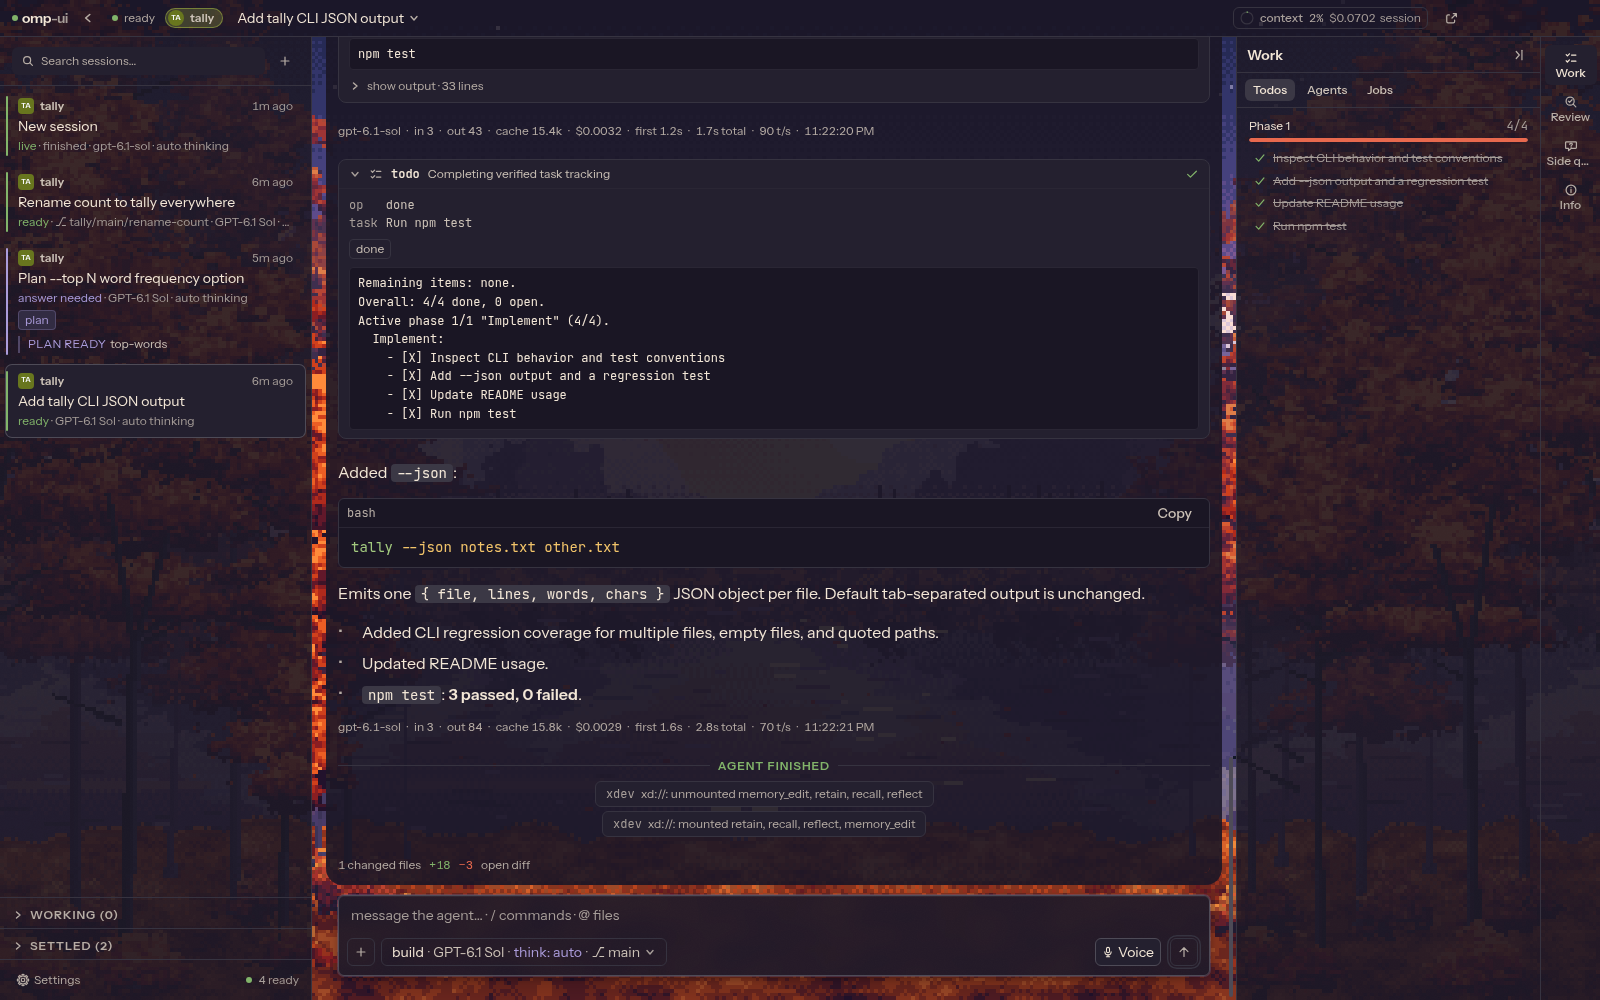 omp-ui
ready
TA tally
Add tally CLI JSON output
context 2% $0.0702 session
Search sessions...
TA tally 1m ago
New session
live · finished · gpt-6.1-sol · auto thinking
TA tally 6m ago
Rename count to tally everywhere
ready · tally/main/rename-count · GPT-6.1 Sol · ...
TA tally 5m ago
Plan --top N word frequency option
answer needed · GPT-6.1 Sol · auto thinking
plan
PLAN READY top-words
TA tally 6m ago
Add tally CLI JSON output
ready · GPT-6.1 Sol · auto thinking
WORKING (0)
SETTLED (2)
Settings
4 ready
npm test
show output · 33 lines
gpt-6.1-sol · in 3 · out 43 · cache 15.4k · $0.0032 · first 1.2s · 1.7s total · 90 t/s · 11:22:20 PM
todo Completing verified task tracking
op done
task Run npm test
done
Remaining items: none.
Overall: 4/4 done, 0 open.
Active phase 1/1 "Implement" (4/4).
Implement:
- [X] Inspect CLI behavior and test conventions
- [X] Add --json output and a regression test
- [X] Update README usage
- [X] Run npm test
Added --json :
bash
Copy
tally --json notes.txt other.txt
Emits one { file, lines, words, chars } JSON object per file. Default tab-separated output is unchanged.
· Added CLI regression coverage for multiple files, empty files, and quoted paths.
· Updated README usage.
· npm test : 3 passed, 0 failed.
gpt-6.1-sol · in 3 · out 84 · cache 15.8k · $0.0029 · first 1.6s · 2.8s total · 70 t/s · 11:22:21 PM
AGENT FINISHED
xdev xd://: unmounted memory_edit, retain, recall, reflect
xdev xd://: mounted retain, recall, reflect, memory_edit
1 changed files +18 −3 open diff
message the agent... · / commands · @ files
build · GPT-6.1 Sol · think: auto · main
Voice
Work
Todos Agents Jobs
Phase 1 4/4
Inspect CLI behavior and test conventions
Add --json output and a regression test
Update README usage
Run npm test
Work
Review
Side q...
Info